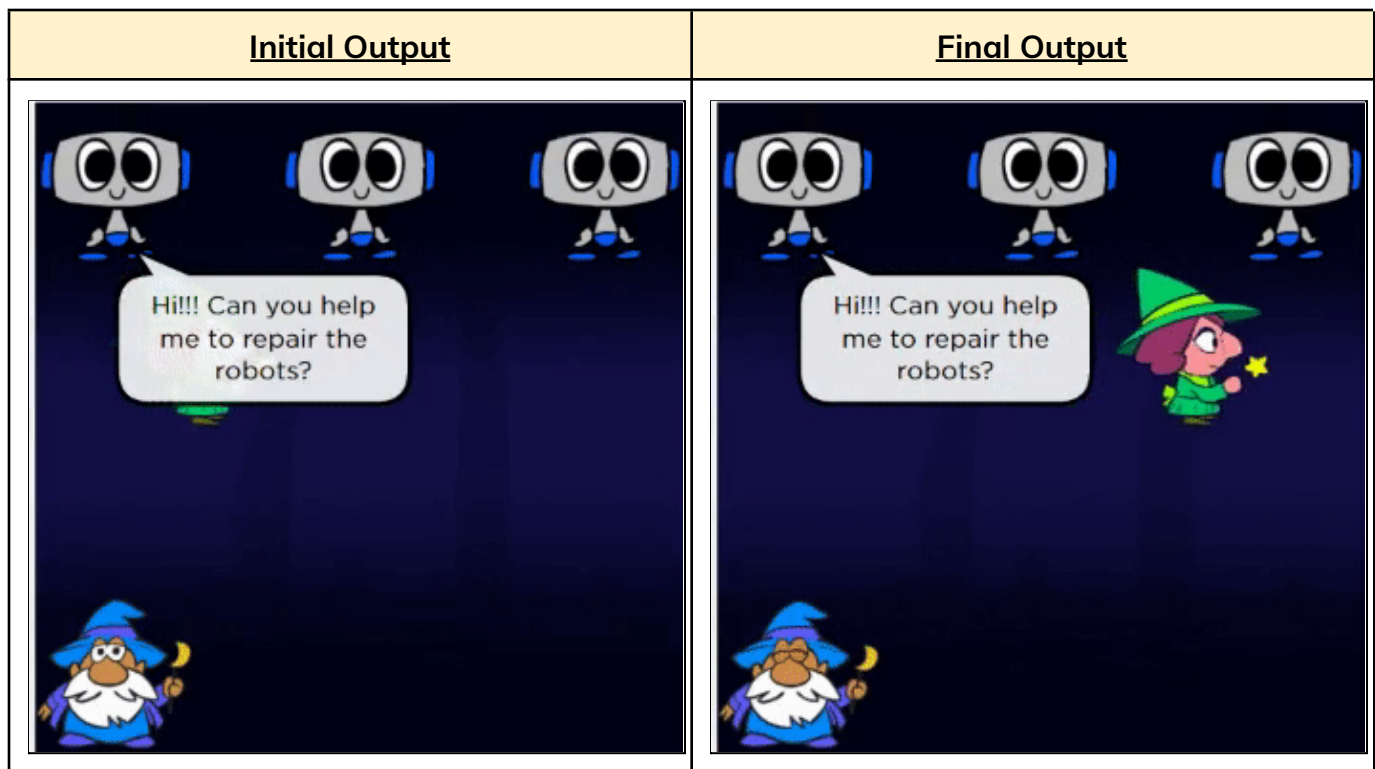 Initial Output
Final Output
Hi!!! Can you help
me to repair the
robots?
Hi!!! Can you help
me to repair the
robots?